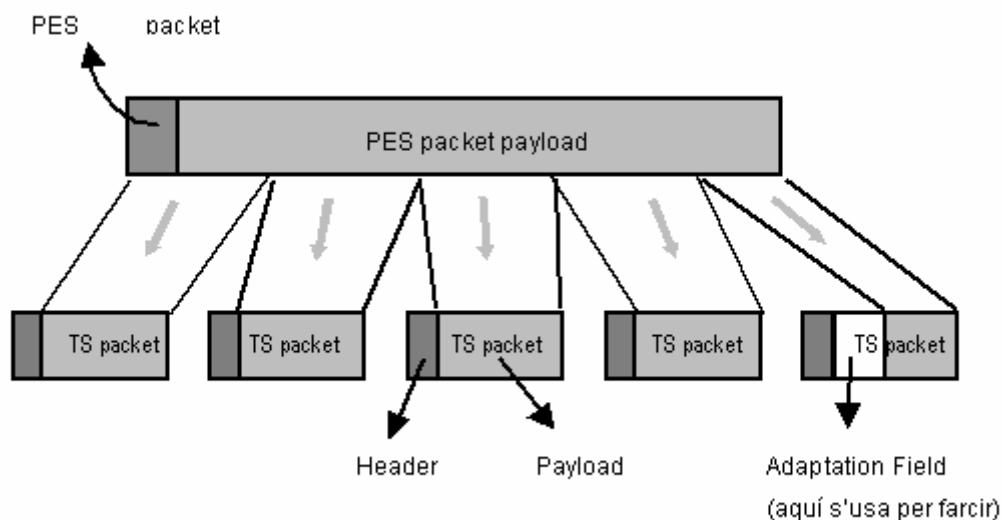 PES packet
PES packet payload
TS packet TS packet TS packet TS packet TS packet
Header Payload Adaptation Field
(aquí s'usa per farcir)